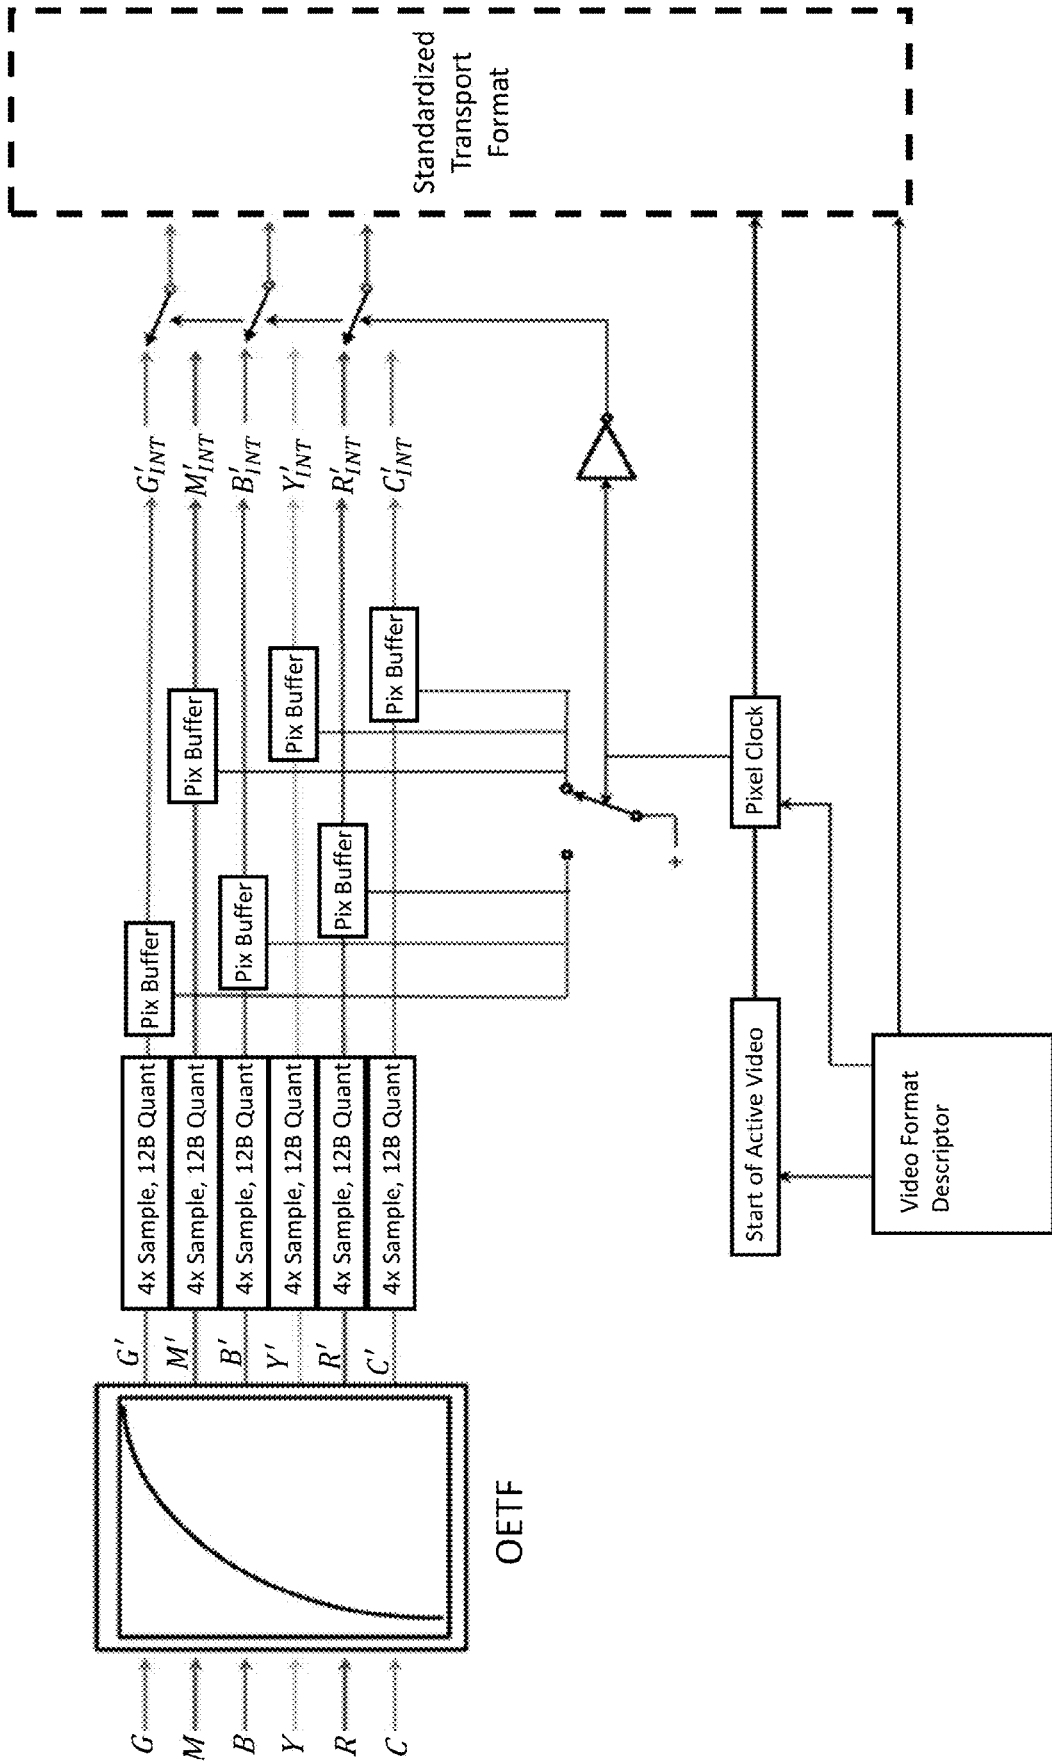 G
M
B
Y
R
C
OETF
G'
M'
B'
Y'
R'
C'
4x Sample, 12B Quant
4x Sample, 12B Quant
4x Sample, 12B Quant
4x Sample, 12B Quant
4x Sample, 12B Quant
4x Sample, 12B Quant
Pix Buffer
Pix Buffer
Pix Buffer
Pix Buffer
Pix Buffer
Pix Buffer
G'INT
M'INT
B'INT
Y'INT
R'INT
C'INT
+
Standardized
Transport
Format
Start of Active Video
Pixel Clock
Video Format
Descriptor